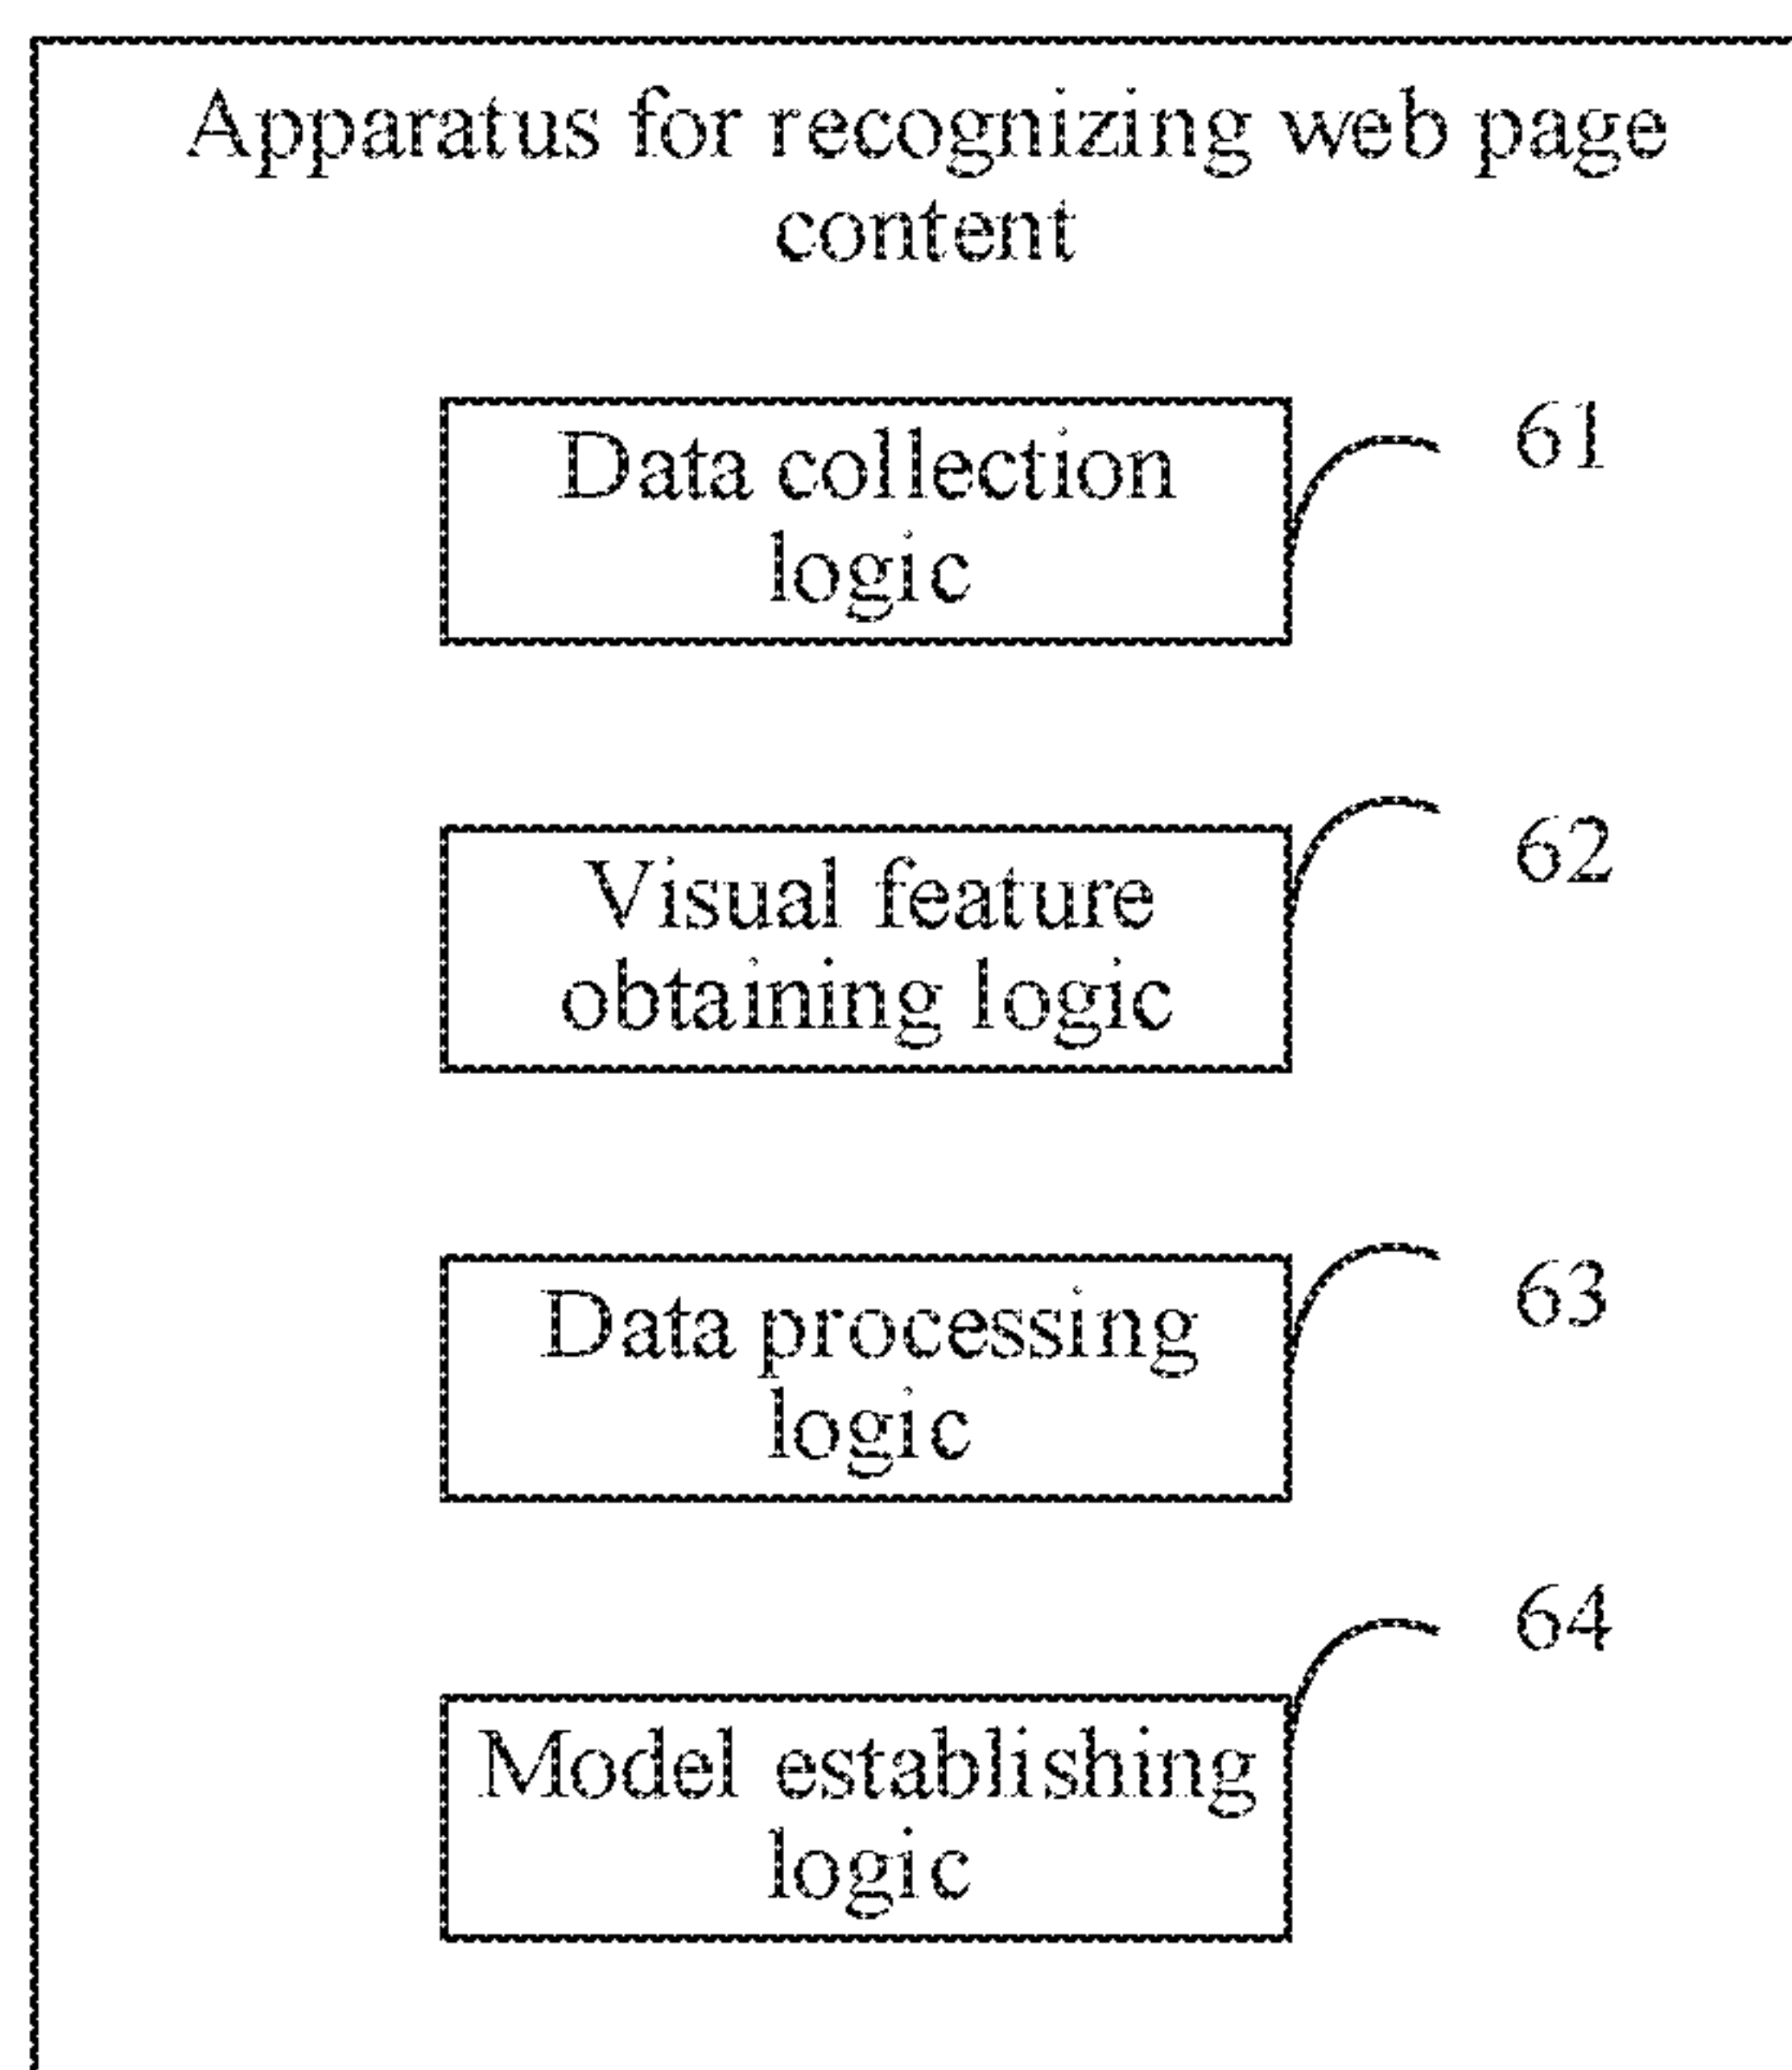 Apparatus for recognizing web page
content
Data collection
logic
61
Visual feature
obtaining logic
62
Data processing
logic
63
Model establishing
logic
64